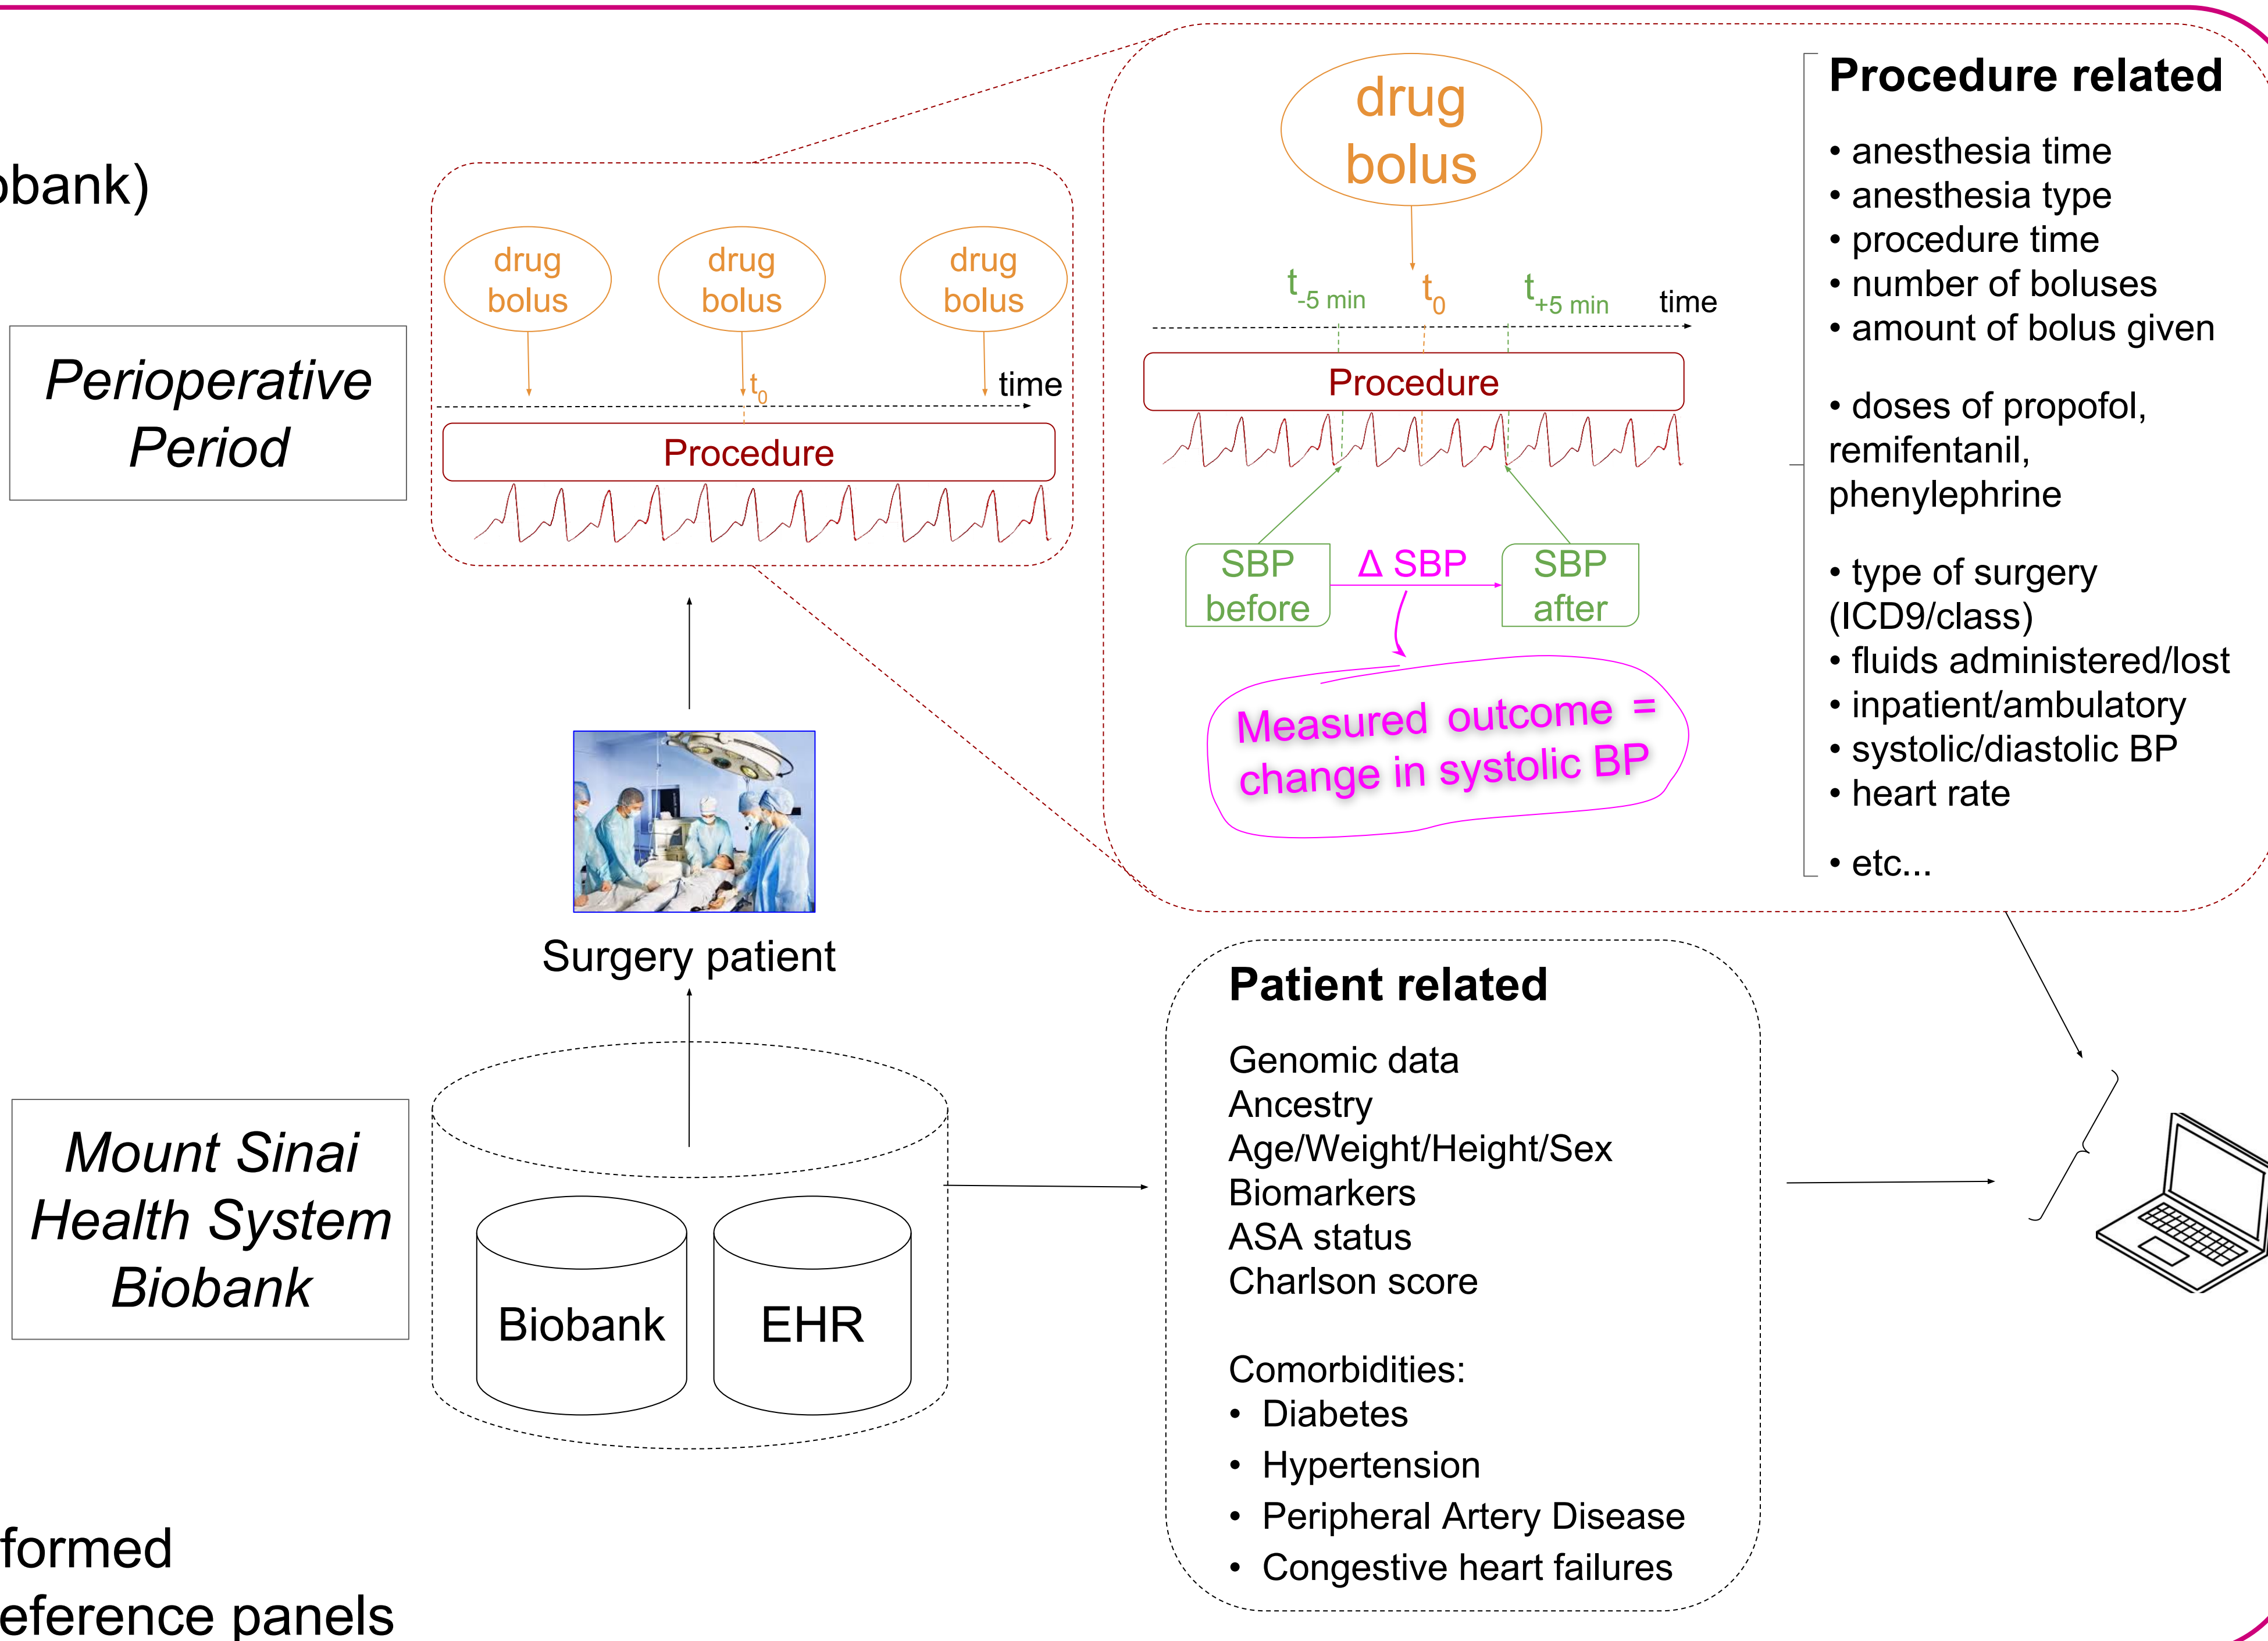 obank)
Perioperative
Period
drug
bolus
drug
bolus
drug
bolus
t0
time
Procedure
drug
bolus
t-5 min
t0
t+5 min
time
Procedure
SBP
before
Δ SBP
SBP
after
Measured outcome =
change in systolic BP
Procedure related
• anesthesia time
• anesthesia type
• procedure time
• number of boluses
• amount of bolus given
• doses of propofol,
remifentanil,
phenylephrine
• type of surgery
(ICD9/class)
• fluids administered/lost
• inpatient/ambulatory
• systolic/diastolic BP
• heart rate
• etc...
Surgery patient
Mount Sinai
Health System
Biobank
Biobank
EHR
Patient related
Genomic data
Ancestry
Age/Weight/Height/Sex
Biomarkers
ASA status
Charlson score
Comorbidities:
• Diabetes
• Hypertension
• Peripheral Artery Disease
• Congestive heart failures
formed
eference panels